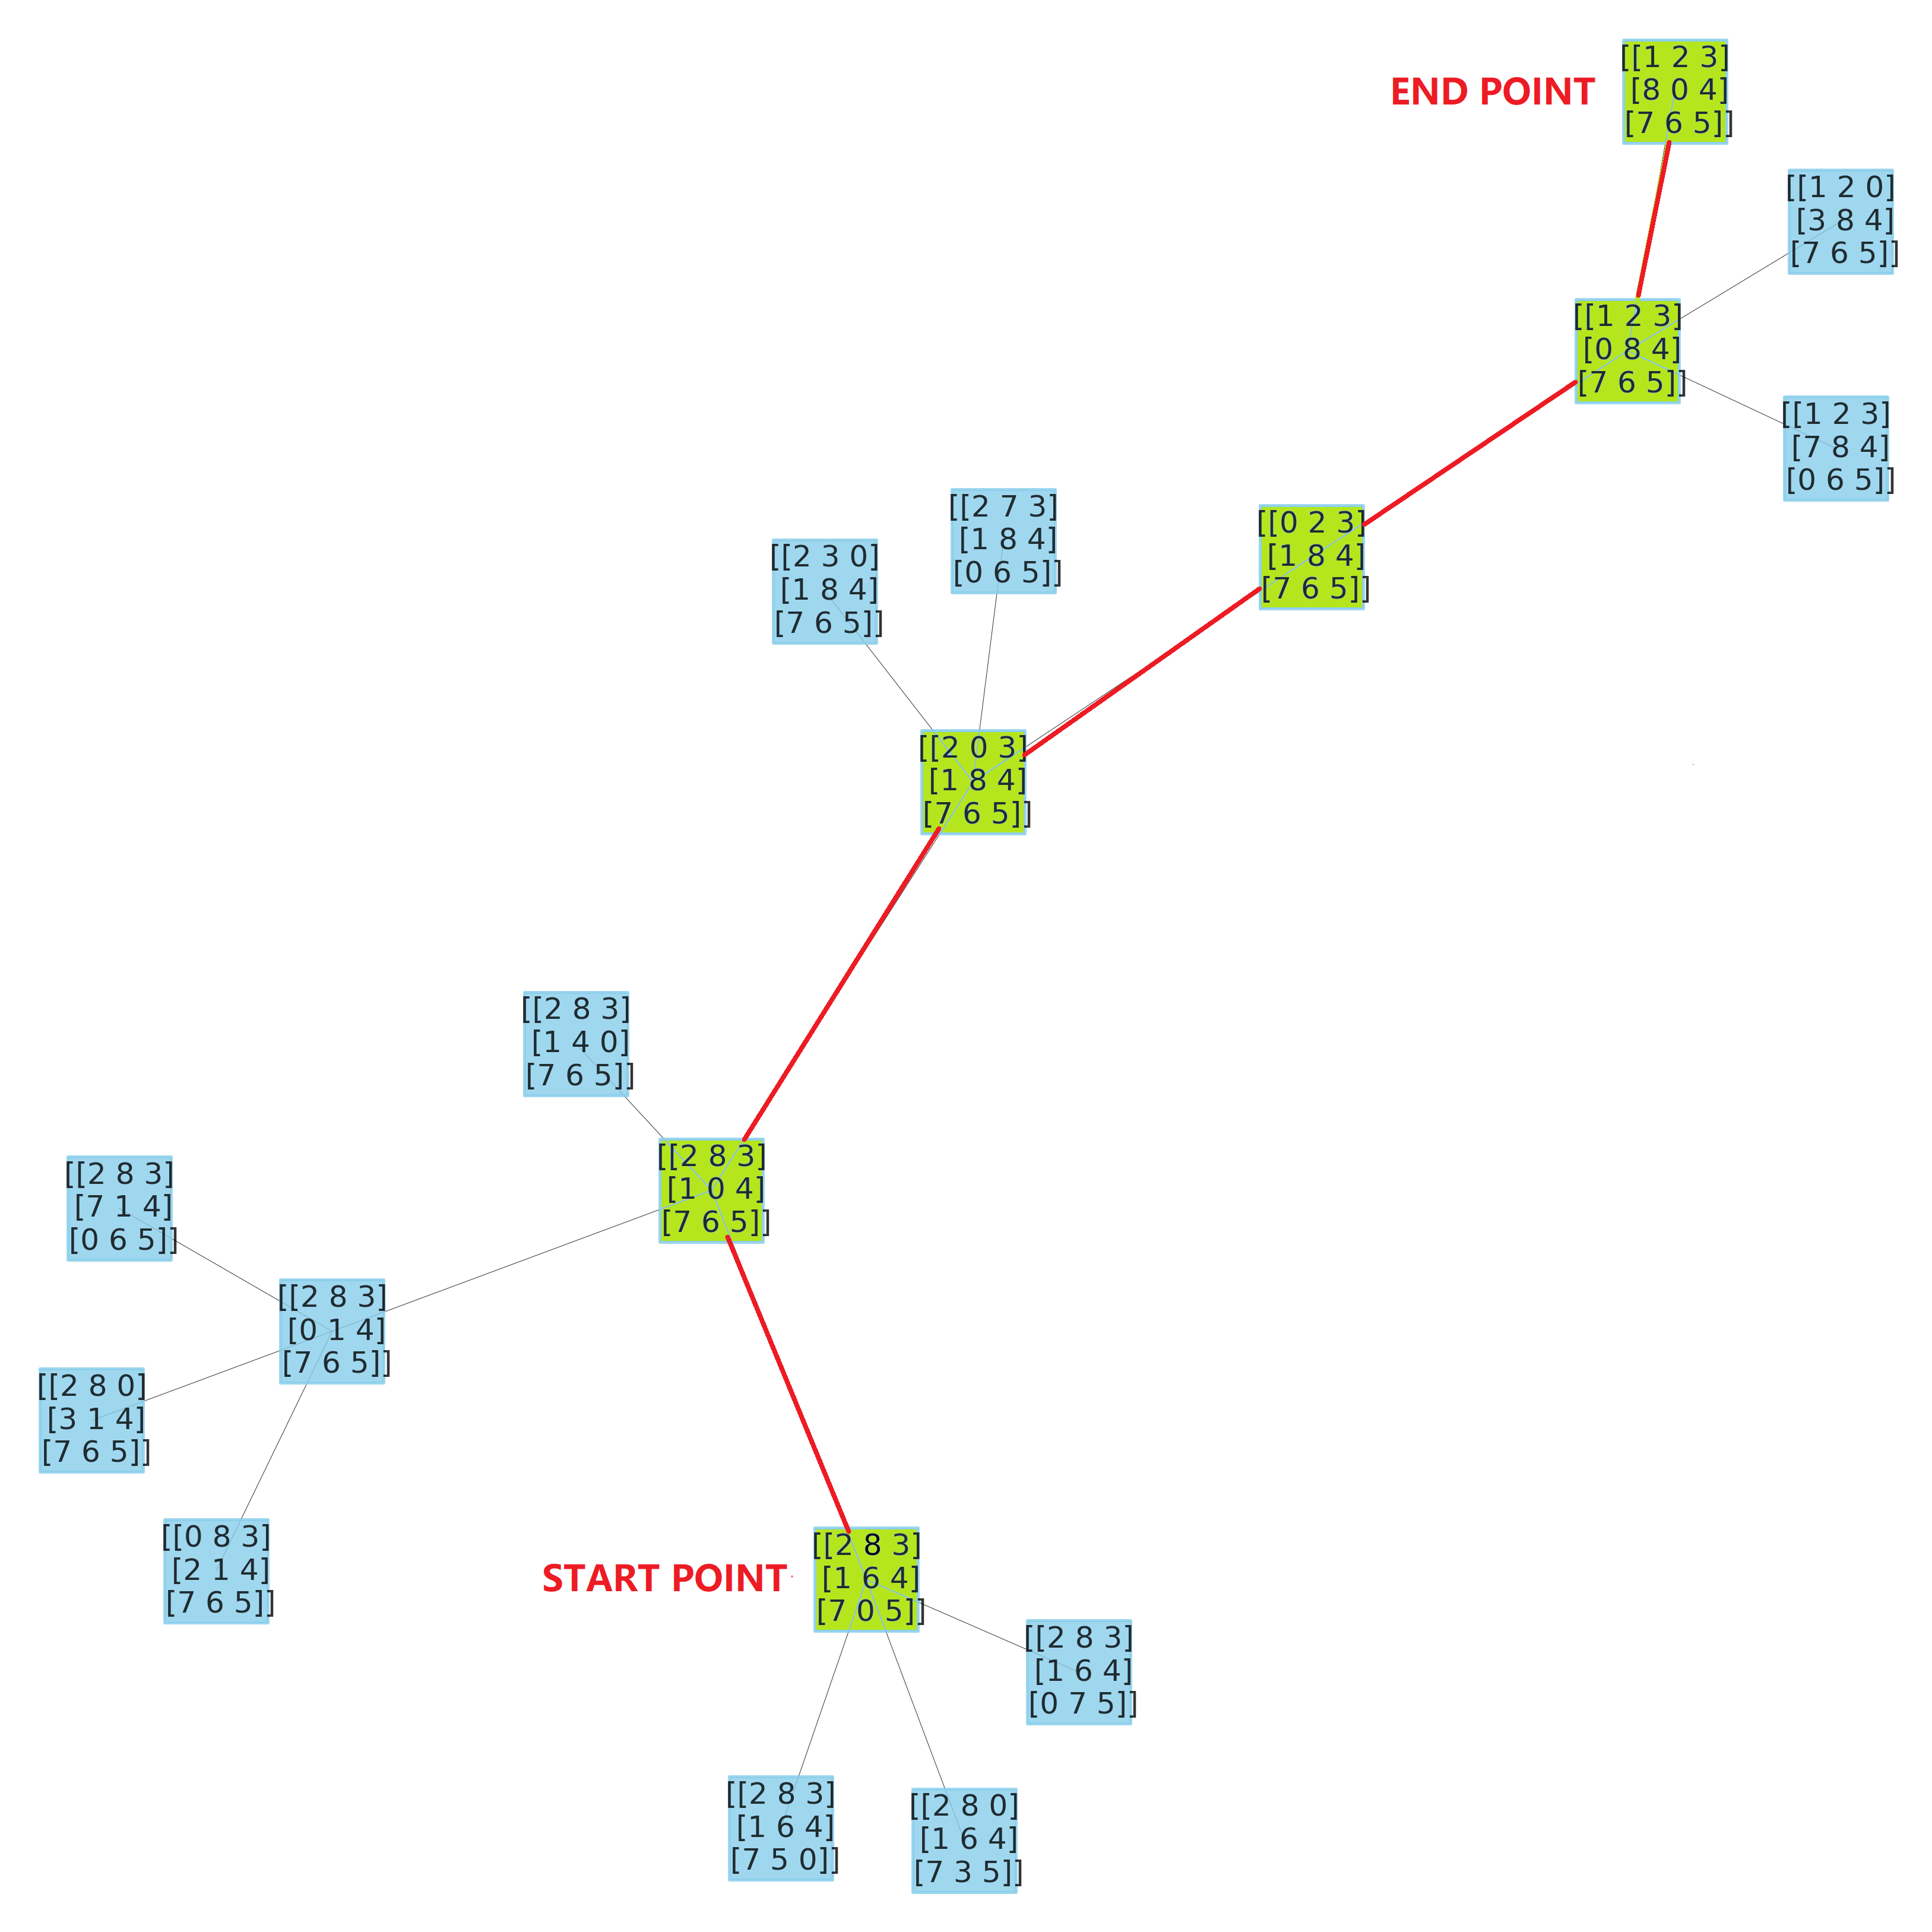 END POINT
[[1 2 3]
[8 0 4]
[7 6 5]]
[[1 2 0]
[3 8 4]
[7 6 5]]
[[1 2 3]
[0 8 4]
[7 6 5]]
[[1 2 3]
[7 8 4]
[0 6 5]]
[[2 7 3]
[1 8 4]
[0 6 5]]
[[0 2 3]
[1 8 4]
[7 6 5]]
[[2 3 0]
[1 8 4]
[7 6 5]]
[[2 0 3]
[1 8 4]
[7 6 5]]
[[2 8 3]
[1 4 0]
[7 6 5]]
[[2 8 3]
[1 0 4]
[7 6 5]]
[[2 8 3]
[7 1 4]
[0 6 5]]
[[2 8 3]
[0 1 4]
[7 6 5]]
[[2 8 0]
[3 1 4]
[7 6 5]]
[[0 8 3]
[2 1 4]
[7 6 5]]
START POINT
[[2 8 3]
[1 6 4]
[7 0 5]]
[[2 8 3]
[1 6 4]
[0 7 5]]
[[2 8 3]
[1 6 4]
[7 5 0]]
[[2 8 0]
[1 6 4]
[7 3 5]]